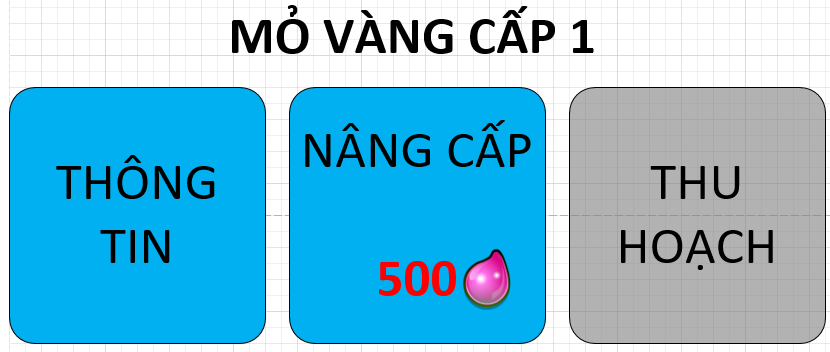 MỎ VÀNG CẤP 1
THÔNG
TIN
NÂNG CẤP
500
THU
HOẠCH